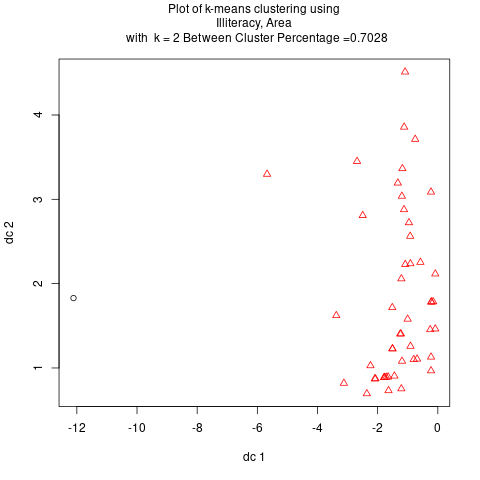 Plot of k-means clustering using
Illiteracy, Area
with k = 2 Between Cluster Percentage =0.7028
4
3
2
1
dc 2
-12 -10 -8 -6 -4 -2 0
dc 1